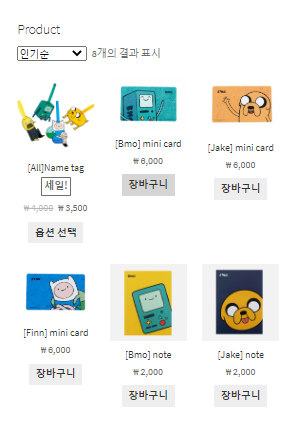 Product
인기순
8개의 결과 표시
[All]Name tag
세일!
₩4,000 ₩3,500
옵션 선택
[Bmo] mini card
₩6,000
장바구니
[Jake] mini card
₩6,000
장바구니
[Finn] mini card
₩6,000
장바구니
[Bmo] note
₩2,000
장바구니
[Jake] note
₩2,000
장바구니